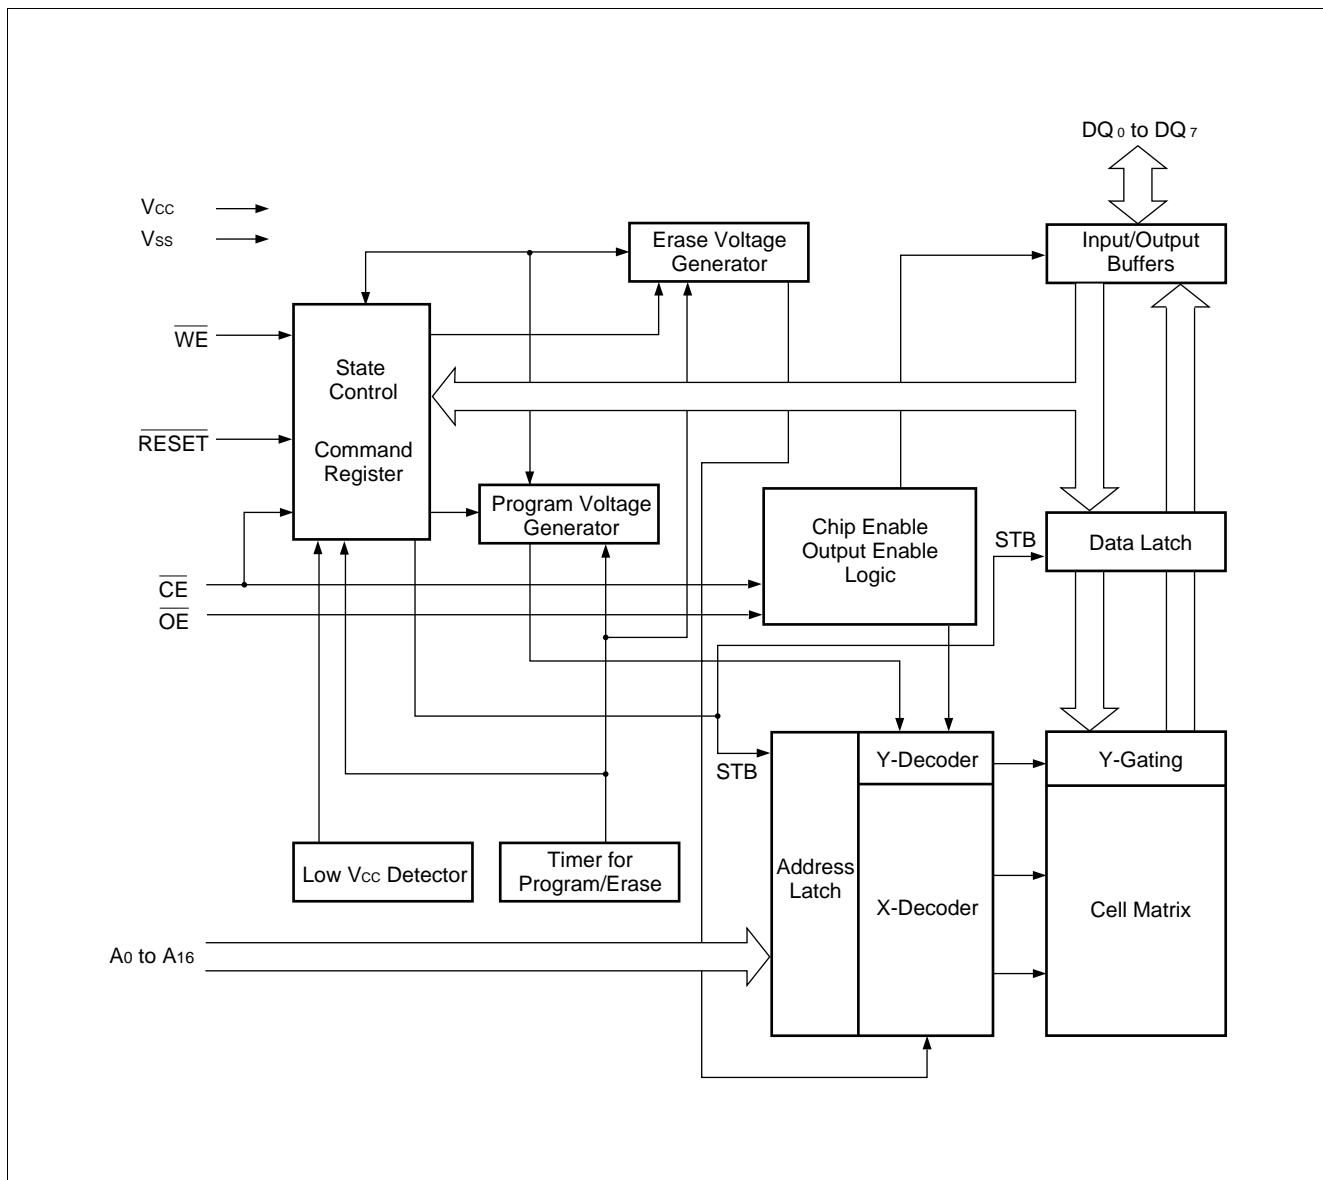 DQ0 to DQ7
VCC
VSS
Erase Voltage
Generator
Input/Output
Buffers
WE
State
Control
RESET
Command
Register
Program Voltage
Generator
Chip Enable
Output Enable
Logic
STB
Data Latch
CE
OE
STB
Y-Decoder
Y-Gating
Low VCC Detector
Timer for
Program/Erase
Address
Latch
X-Decoder
Cell Matrix
A0 to A16